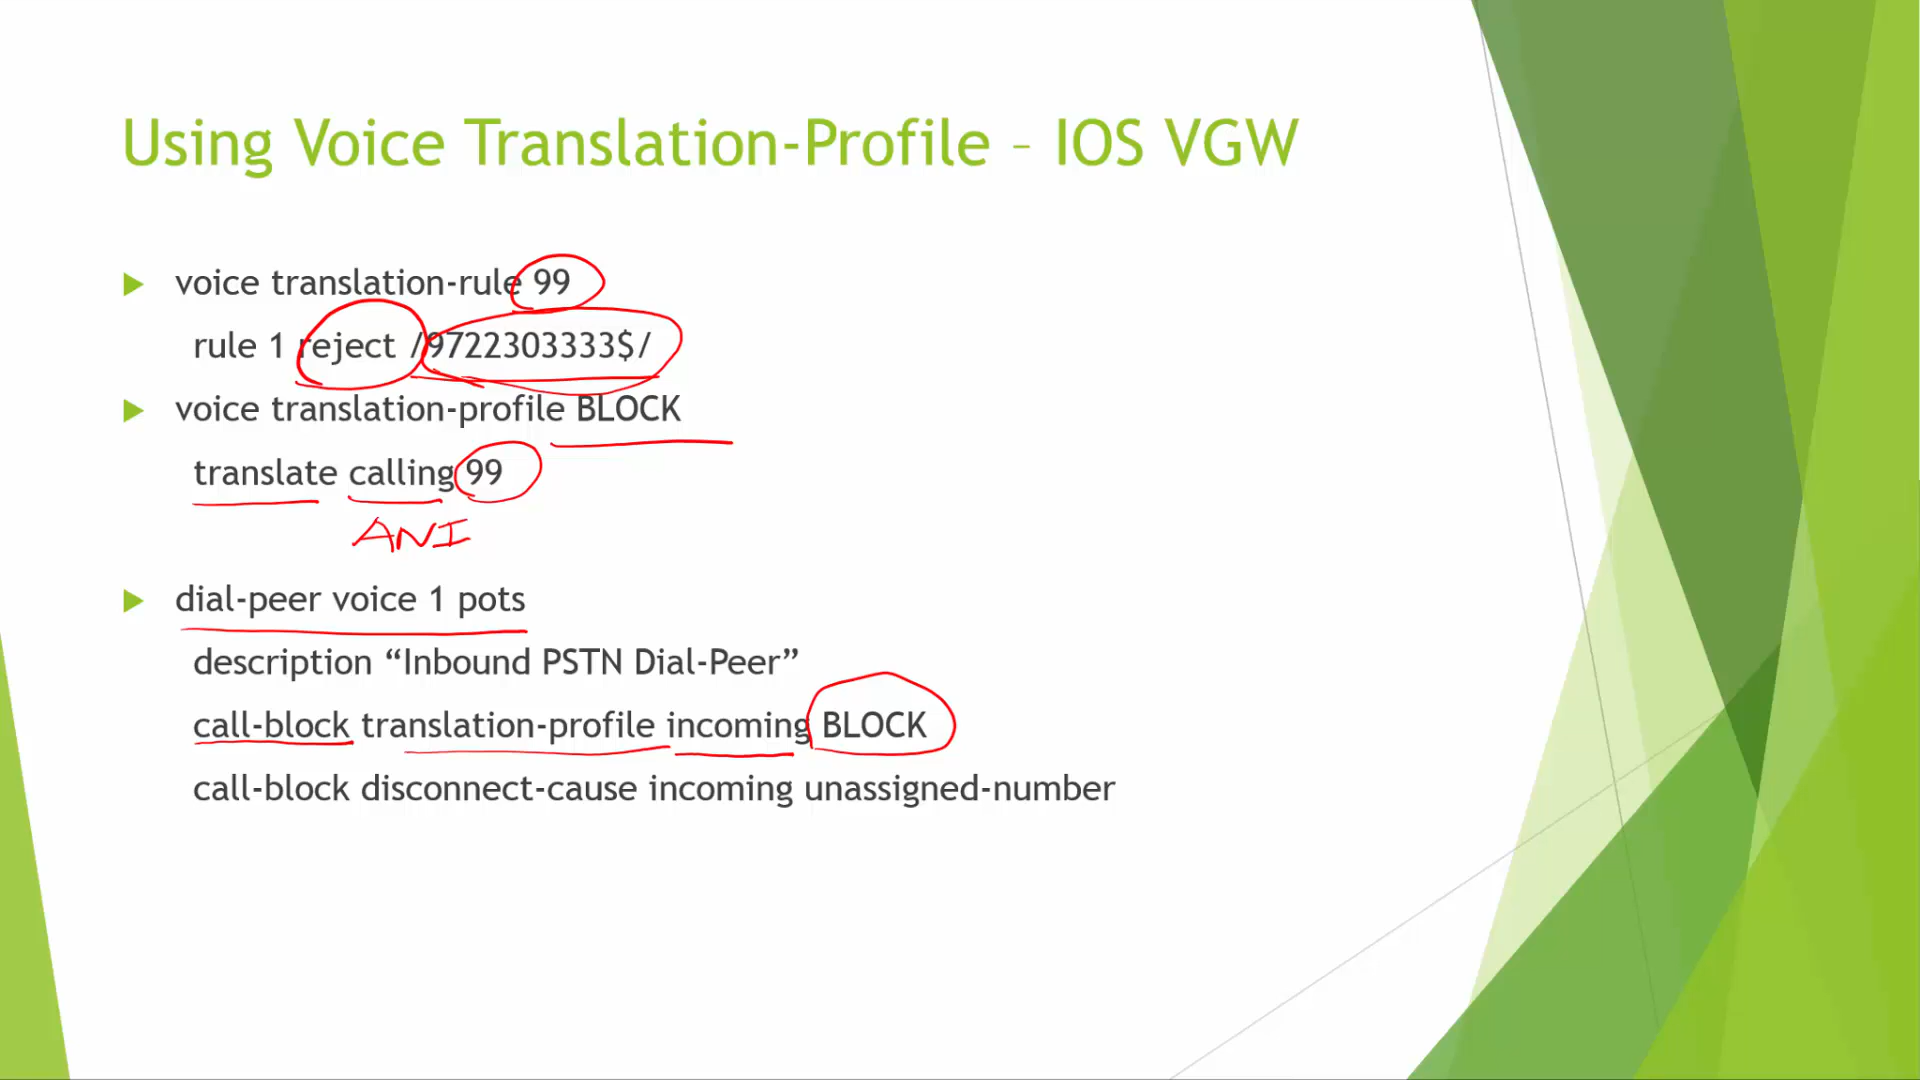 Using Voice Translation-Profile – IOS VGW
voice translation-rule 99
rule 1 reject /9722303333$/
voice translation-profile BLOCK
translate calling 99
ANI
dial-peer voice 1 pots
description “Inbound PSTN Dial-Peer”
call-block translation-profile incoming BLOCK
call-block disconnect-cause incoming unassigned-number